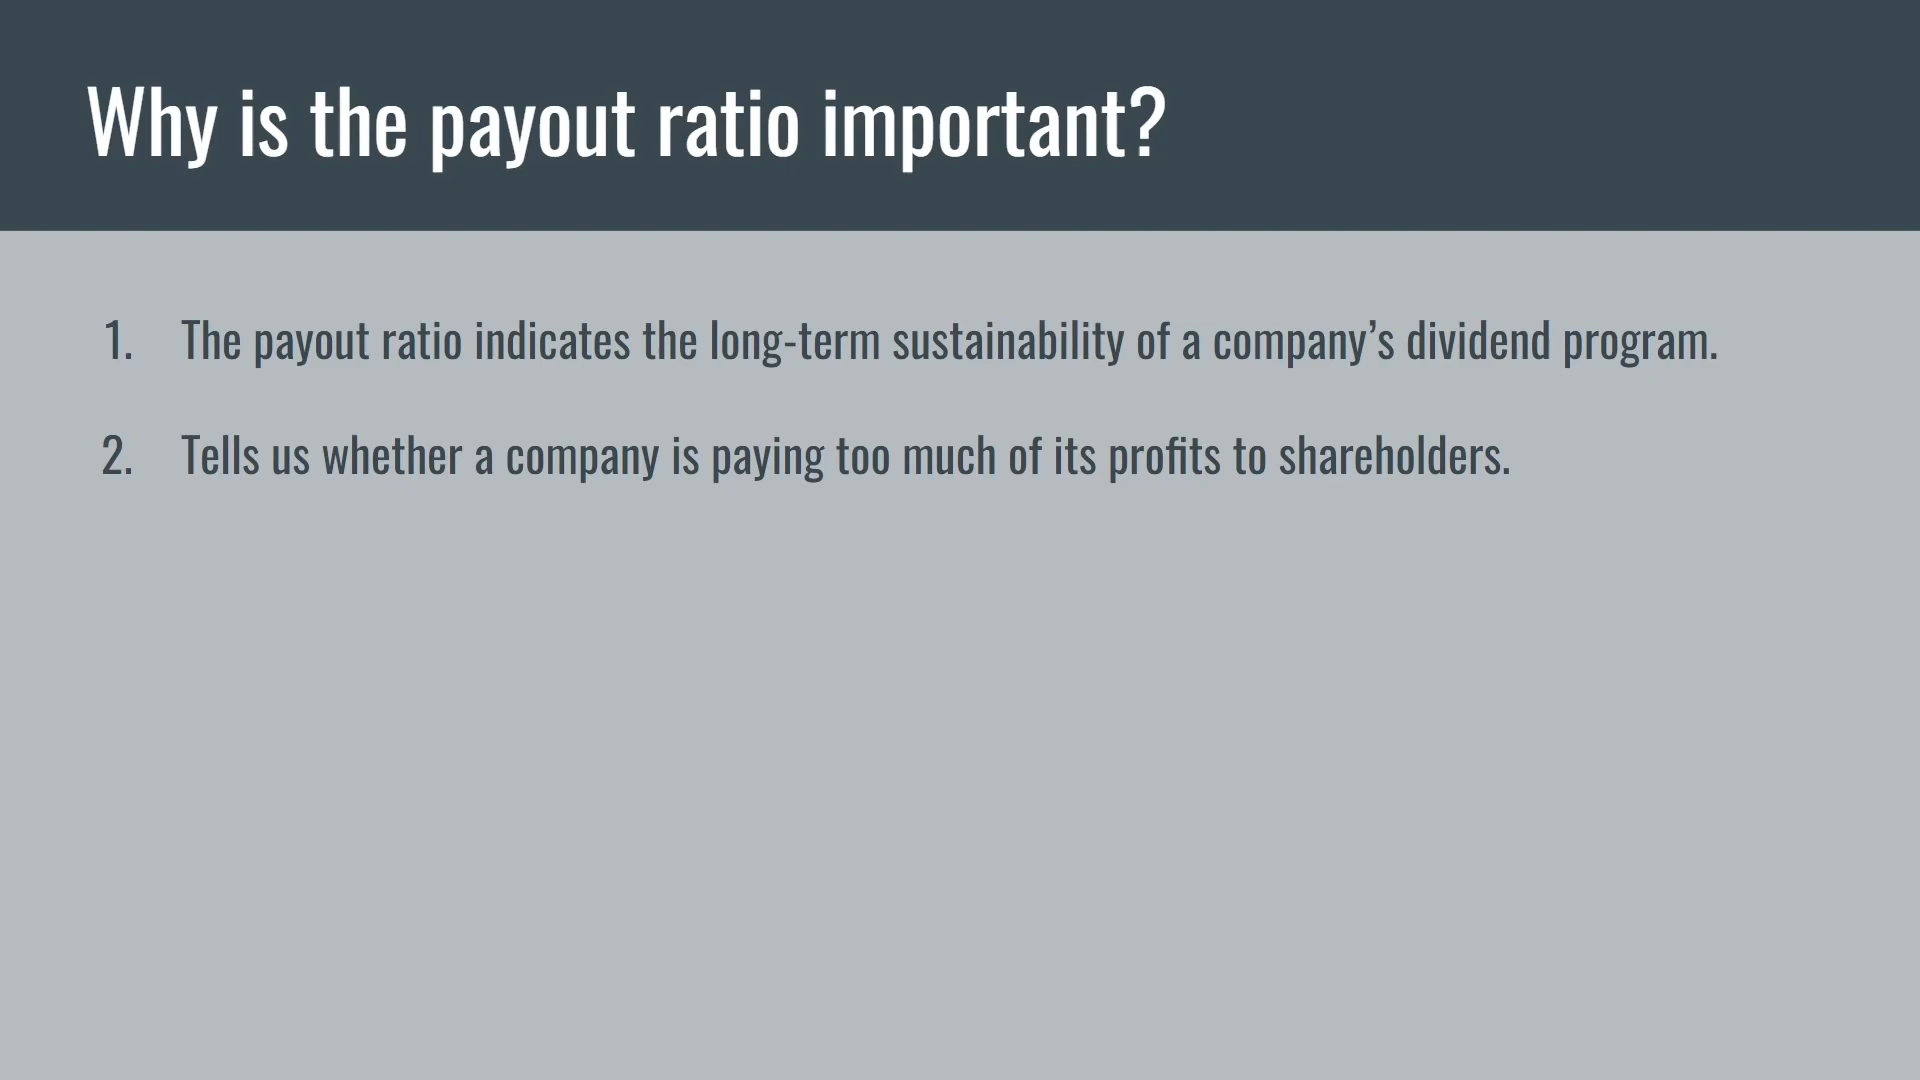 Why is the payout ratio important?
1. The payout ratio indicates the long-term sustainability of a company’s dividend program.
2. Tells us whether a company is paying too much of its profits to shareholders.